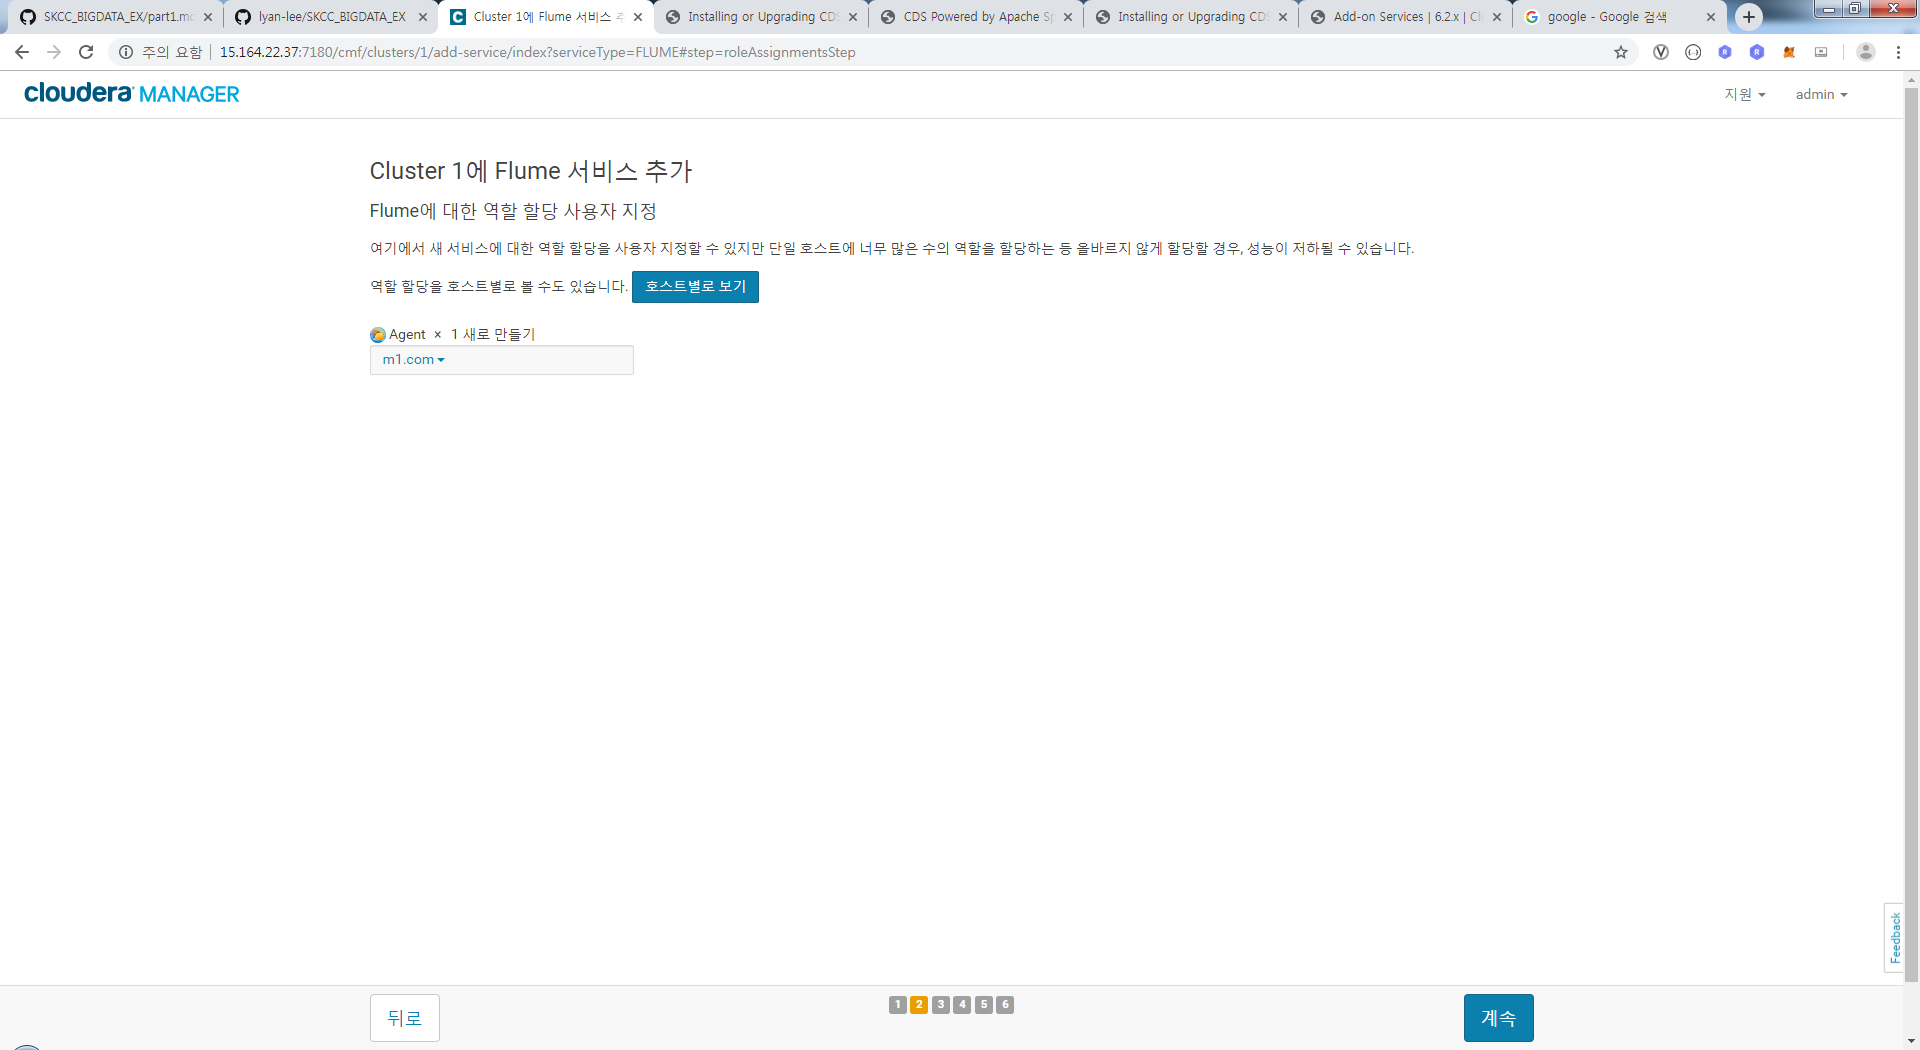 SKCC_BIGDATA_EX/part1.mc
lyan-lee/SKCC_BIGDATA_EX
Cluster 1에 Flume 서비스
Installing or Upgrading CDS
CDS Powered by Apache Sp
Installing or Upgrading CDS
Add-on Services | 6.2.x | Cl
google - Google 검색
주의 요함
15.164.22.37:7180/cmf/clusters/1/add-service/index?serviceType=FLUME#step=roleAssignmentsStep
cloudera MANAGER
지원
admin
Cluster 1에 Flume 서비스 추가
Flume에 대한 역할 할당 사용자 지정
여기에서 새 서비스에 대한 역할 할당을 사용자 지정할 수 있지만 단일 호스트에 너무 많은 수의 역할을 할당하는 등 올바르지 않게 할당할 경우, 성능이 저하될 수 있습니다.
역할 할당을 호스트별로 볼 수도 있습니다. 호스트별로 보기
Agent × 1 새로 만들기
m1.com
Feedback
뒤로
1 2 3 4 5 6
계속